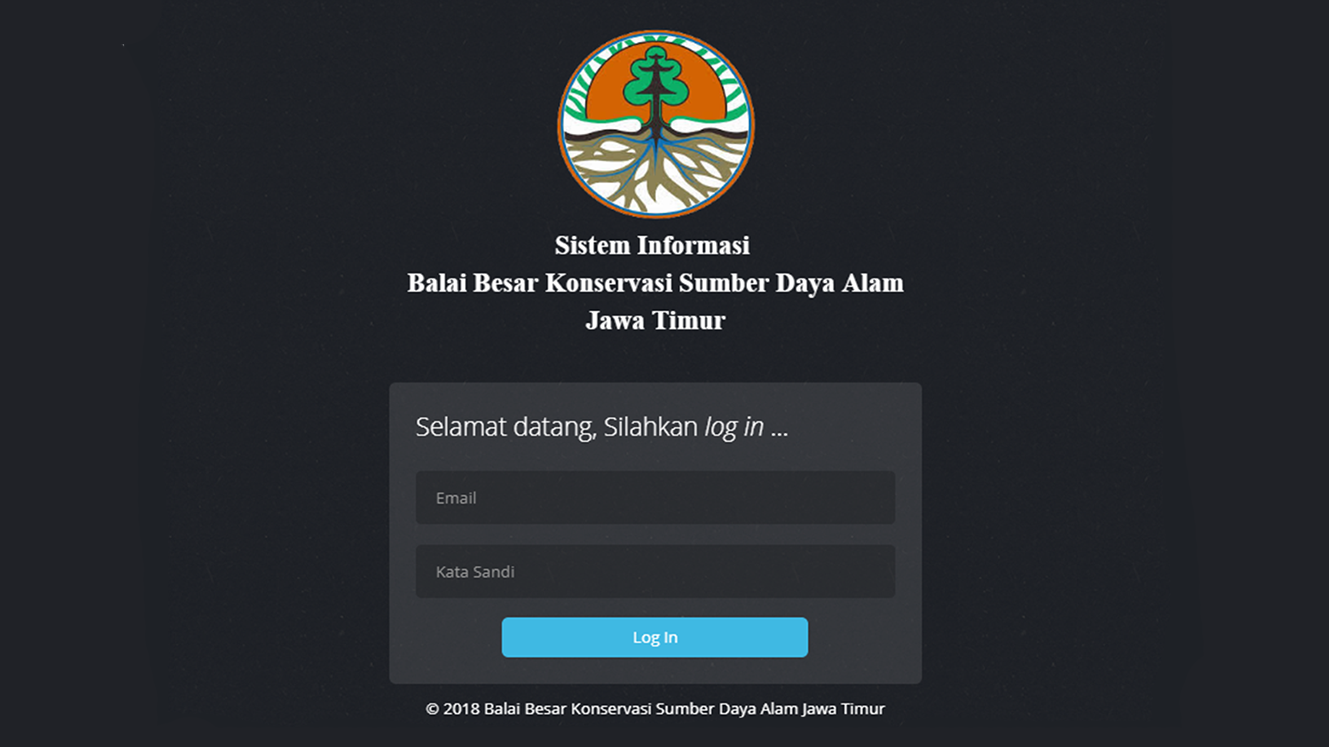 Sistem Informasi
Balai Besar Konservasi Sumber Daya Alam
Jawa Timur
Selamat datang, Silahkan log in ...
Email
Kata Sandi
Log In
© 2018 Balai Besar Konservasi Sumber Daya Alam Jawa Timur